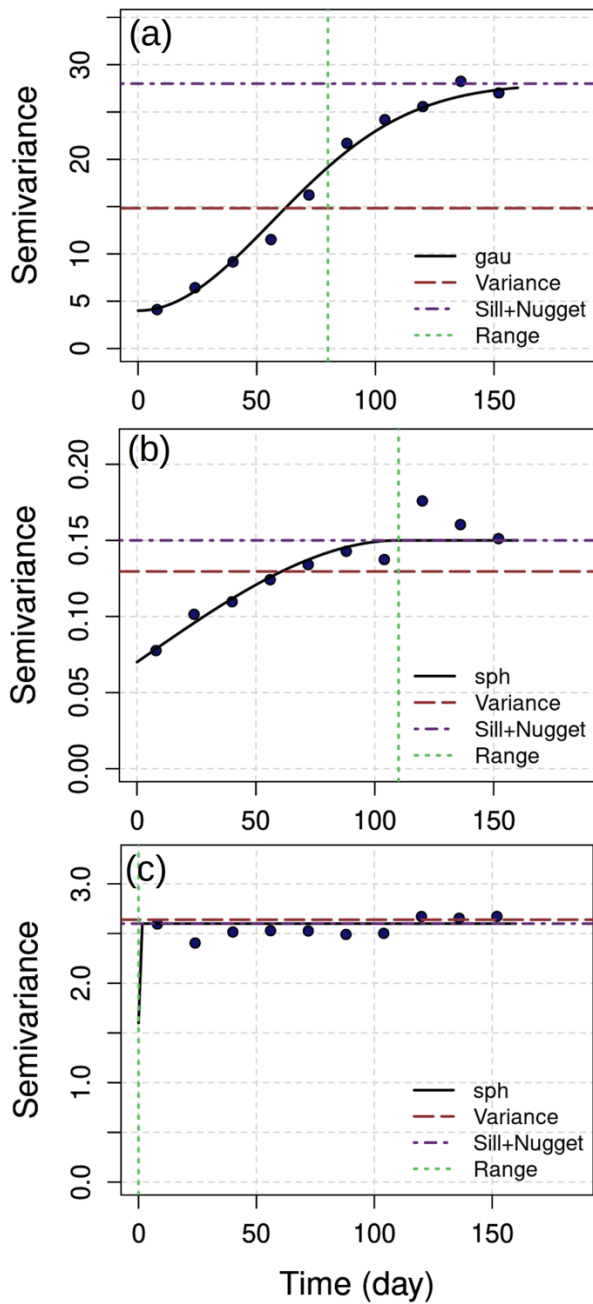 (a)
Semivariance
30
20
10
5
0
gau
Variance
Sill+Nugget
Range
0
50
100
150
(b)
Semivariance
0.20
0.15
0.10
0.05
0.00
sph
Variance
Sill+Nugget
Range
0
50
100
150
(c)
Semivariance
3.0
2.0
1.0
0.0
sph
Variance
Sill+Nugget
Range
0
50
100
150
Time (day)